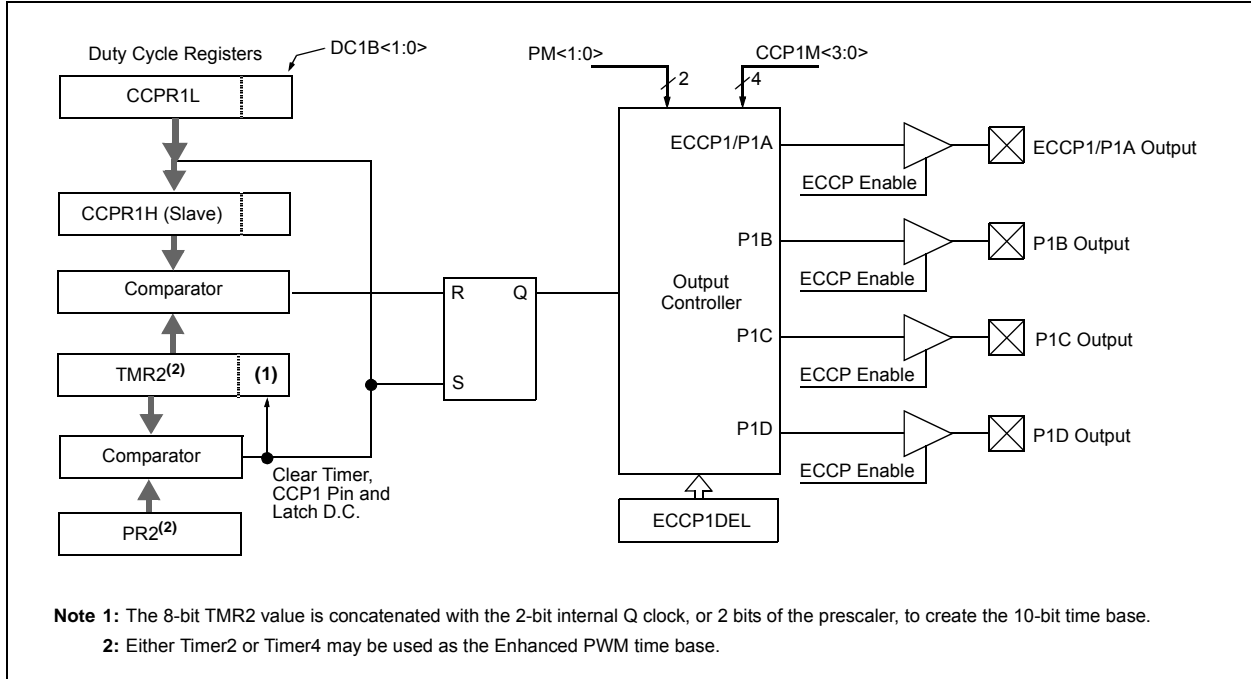 Duty Cycle Registers
DC1B<1:0>
CCPR1L
CCPR1H (Slave)
Comparator
TMR2(2)
(1)
Comparator
PR2(2)
Clear Timer,
CCP1 Pin and
Latch D.C.
R
Q
S
PM<1:0>
2
CCP1M<3:0>
4
Output
Controller
ECCP1/P1A
P1B
P1C
P1D
ECCP1DEL
ECCP Enable
ECCP1/P1A Output
ECCP Enable
P1B Output
ECCP Enable
P1C Output
ECCP Enable
P1D Output
Note 1: The 8-bit TMR2 value is concatenated with the 2-bit internal Q clock, or 2 bits of the prescaler, to create the 10-bit time base.
2: Either Timer2 or Timer4 may be used as the Enhanced PWM time base.